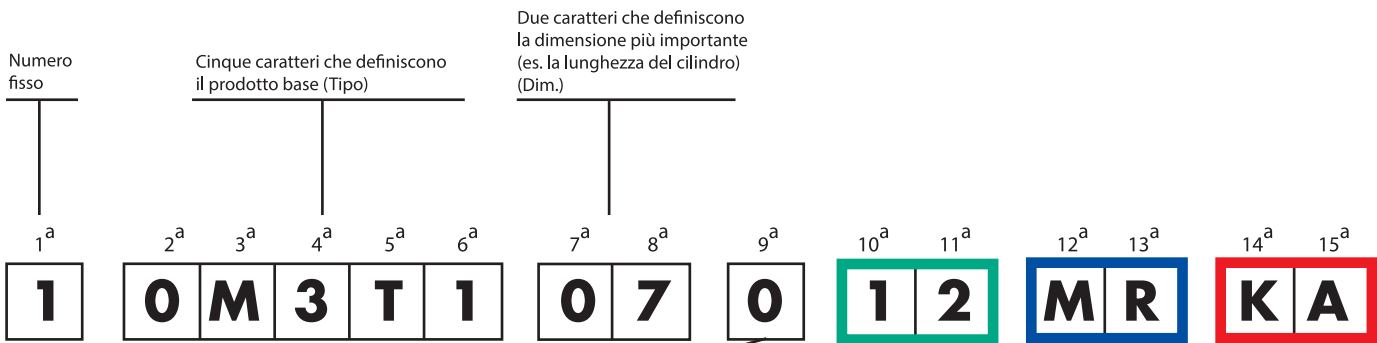 Due caratteri che definiscono
la dimensione più importante
(es. la lunghezza del cilindro)
(Dim.)
Numero
fisso
Cinque caratteri che definiscono
il prodotto base (Tipo)
1a 2a 3a 4a 5a 6a 7a 8a 9a 10a 11a 12a 13a 14a 15a
1 0 M 3 T 1 0 7 0 1 2 M R K A